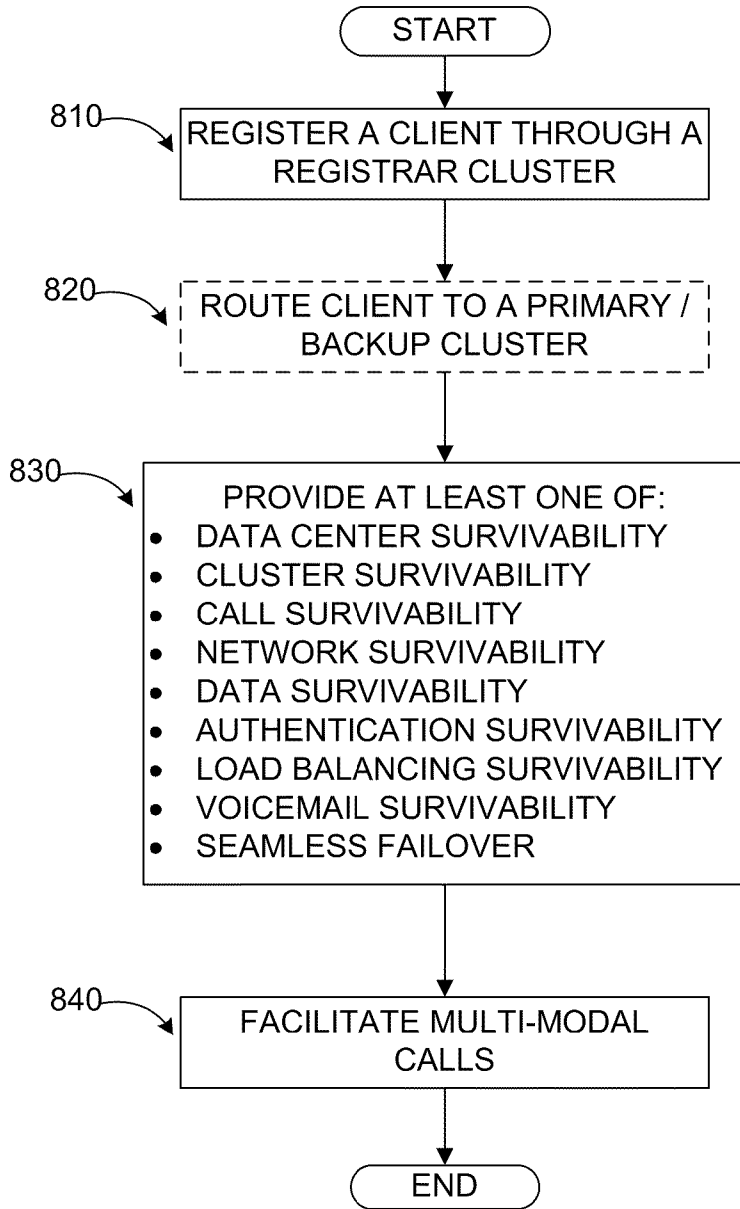 START
810
REGISTER A CLIENT THROUGH A
REGISTRAR CLUSTER
820
ROUTE CLIENT TO A PRIMARY /
BACKUP CLUSTER
830
PROVIDE AT LEAST ONE OF:
• DATA CENTER SURVIVABILITY
• CLUSTER SURVIVABILITY
• CALL SURVIVABILITY
• NETWORK SURVIVABILITY
• DATA SURVIVABILITY
• AUTHENTICATION SURVIVABILITY
• LOAD BALANCING SURVIVABILITY
• VOICEMAIL SURVIVABILITY
• SEAMLESS FAILOVER
840
FACILITATE MULTI-MODAL
CALLS
END